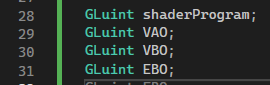 28 GLuint shaderProgram;
29 GLuint VAO;
30 GLuint VBO;
31 GLuint EBO;